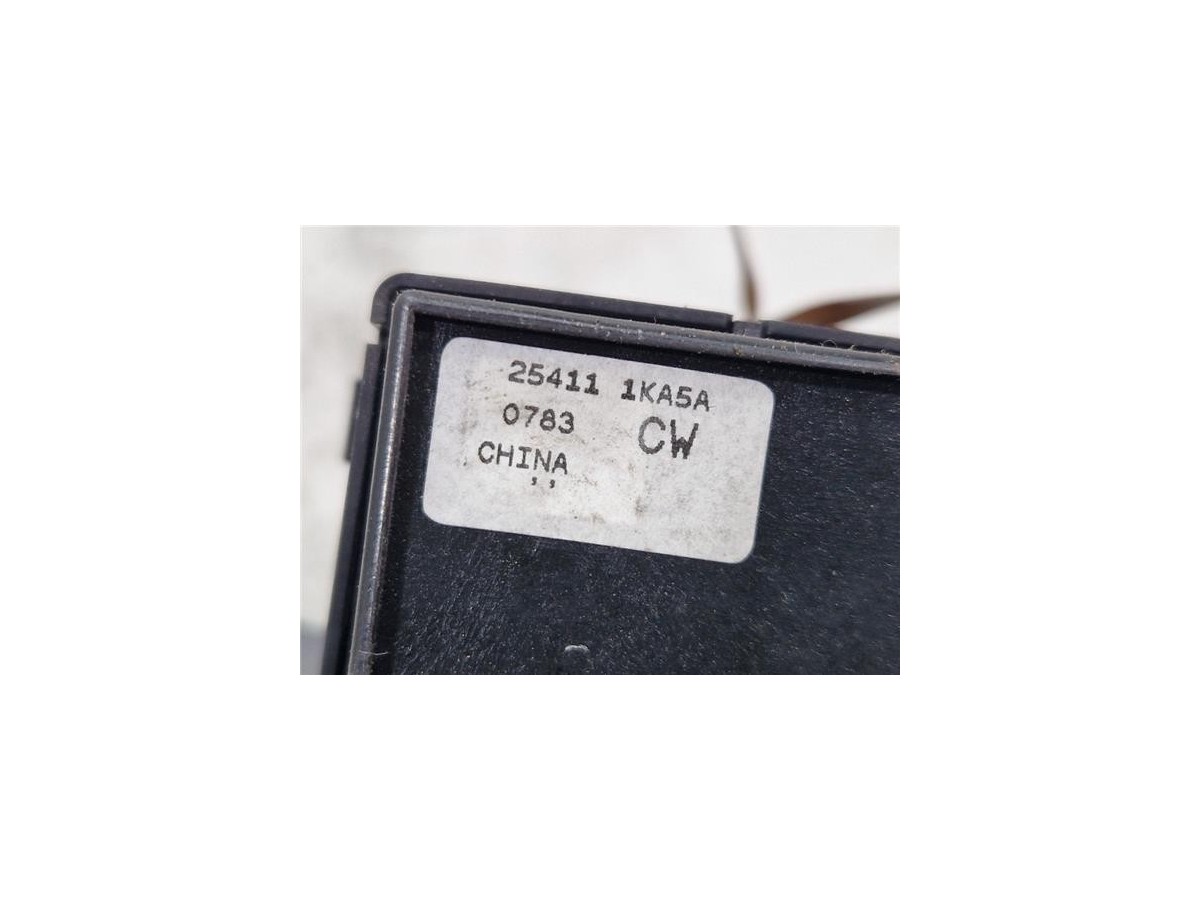 25411 1KA5A
0783 CW
CHINA
,,